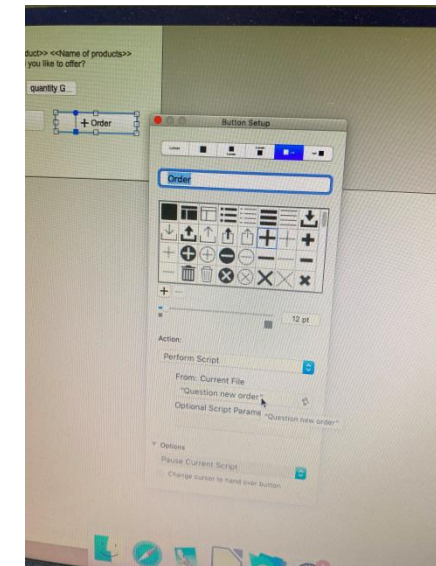 duct>> <<Name of products>>
you like to offer?
quantity G...
+ Order
Button Setup
Order
12 pt
Action:
Perform Script
From: Current File
"Question new order"
Optional Script Parame
"Question new order"
Options
Pause Current Script
Change cursor to hand over button